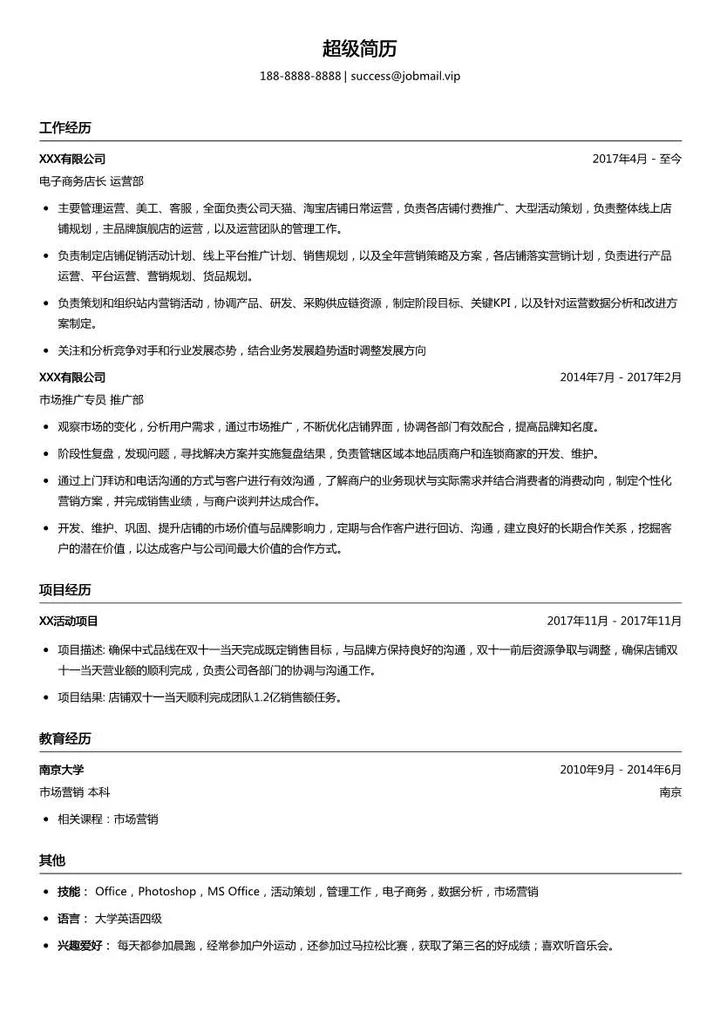 超级简历
188-8888-8888 | success@jobmail.vip
工作经历
XXX有限公司 2017年4月 - 至今
电子商务店长 运营部
• 主要管理运营、美工、客服，全面负责公司天猫、淘宝店铺日常运营，负责各店铺付费推广、大型活动策划，负责整体线上店
铺规划，主品牌旗舰店的运营，以及运营团队的管理工作。
• 负责制定店铺促销活动计划、线上平台推广计划、销售规划，以及全年营销策略及方案，各店铺落实营销计划，负责进行产品
运营、平台运营、营销规划、货品规划。
• 负责策划和组织站内营销活动，协调产品、研发、采购供应链资源，制定阶段目标、关键KPI，以及针对运营数据分析和改进方
案制定。
• 关注和分析竞争对手和行业发展态势，结合业务发展趋势适时调整发展方向
XXX有限公司 2014年7月 - 2017年2月
市场推广专员 推广部
• 观察市场的变化，分析用户需求，通过市场推广，不断优化店铺界面，协调各部门有效配合，提高品牌知名度。
• 阶段性复盘，发现问题，寻找解决方案并实施复盘结果，负责管辖区域本地品质商户和连锁商家的开发、维护。
• 通过上门拜访和电话沟通的方式与客户进行有效沟通，了解商户的业务现状与实际需求并结合消费者的消费动向，制定个性化
营销方案，并完成销售业绩，与商户谈判并达成合作。
• 开发、维护、巩固、提升店铺的市场价值与品牌影响力，定期与合作客户进行回访、沟通，建立良好的长期合作关系，挖掘客
户的潜在价值，以达成客户与公司间最大价值的合作方式。
项目经历
XX活动项目 2017年11月 - 2017年11月
• 项目描述: 确保中式品线在双十一当天完成既定销售目标，与品牌方保持良好的沟通，双十一前后资源争取与调整，确保店铺双
十一当天营业额的顺利完成，负责公司各部门的协调与沟通工作。
• 项目结果: 店铺双十一当天顺利完成团队1.2亿销售额任务。
教育经历
南京大学 2010年9月 - 2014年6月
市场营销 本科 南京
• 相关课程：市场营销
其他
• 技能： Office，Photoshop，MS Office，活动策划，管理工作，电子商务，数据分析，市场营销
• 语言： 大学英语四级
• 兴趣爱好： 每天都参加晨跑，经常参加户外运动，还参加过马拉松比赛，获取了第三名的好成绩；喜欢听音乐会。